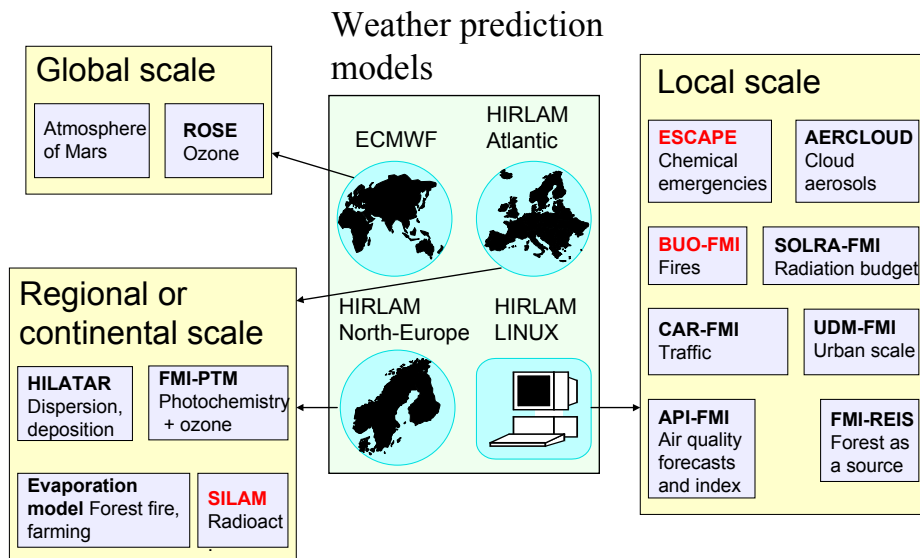 Weather prediction
models
Global scale
Atmosphere
of Mars
ROSE
Ozone
ECMWF
HIRLAM
Atlantic
HIRLAM
North-Europe
HIRLAM
LINUX
Regional or
continental scale
HILATAR
Dispersion,
deposition
FMI-PTM
Photochemistry
+ ozone
Evaporation
model Forest fire,
farming
SILAM
Radioact
.
Local scale
ESCAPE
Chemical
emergencies
AERCLOUD
Cloud
aerosols
BUO-FMI
Fires
SOLRA-FMI
Radiation budget
CAR-FMI
Traffic
UDM-FMI
Urban scale
API-FMI
Air quality
forecasts
and index
FMI-REIS
Forest as
a source